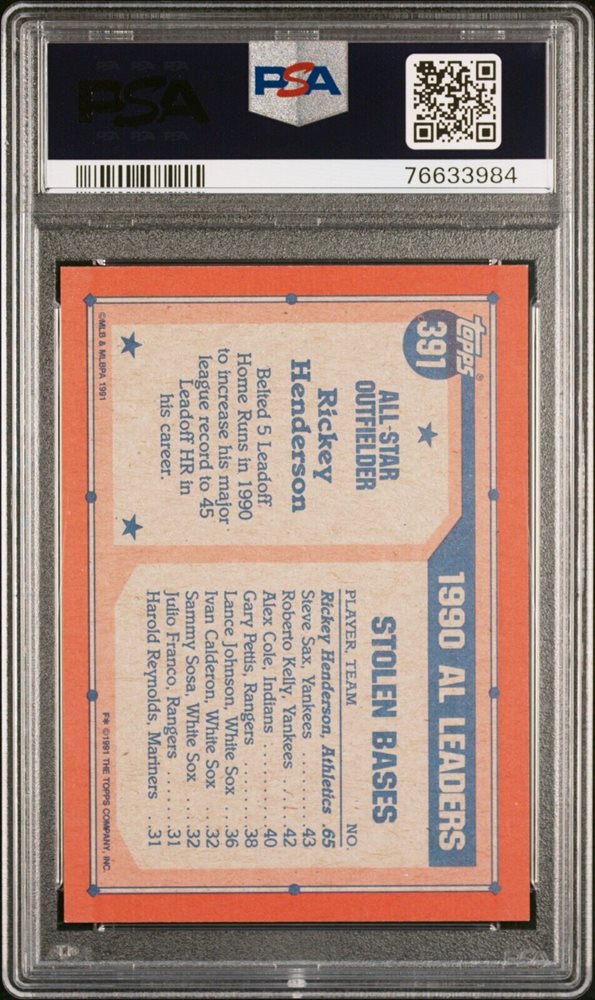 PSA
PSA
76633984
Topps®
391
1990 AL LEADERS
ALL-STAR
OUTFIELDER
Rickey
Henderson
Belted 5 Leadoff
Home Runs in 1990
to increase his major
league record to 45
Leadoff HR in
his career.
STOLEN BASES
PLAYER, TEAM NO.
Rickey Henderson, Athletics .65
Steve Sax, Yankees ........ 43
Roberto Kelly, Yankees ... 42
Alex Cole, Indians ......... 40
Gary Pettis, Rangers ....... 38
Lance Johnson, White Sox .. 36
Ivan Calderon, White Sox ... 32
Sammy Sosa, White Sox .... 32
Julio Franco, Rangers ...... 31
Harold Reynolds, Mariners .. 31
©MLB & MLBPA 1991
F* ©1991 THE TOPPS COMPANY, INC.